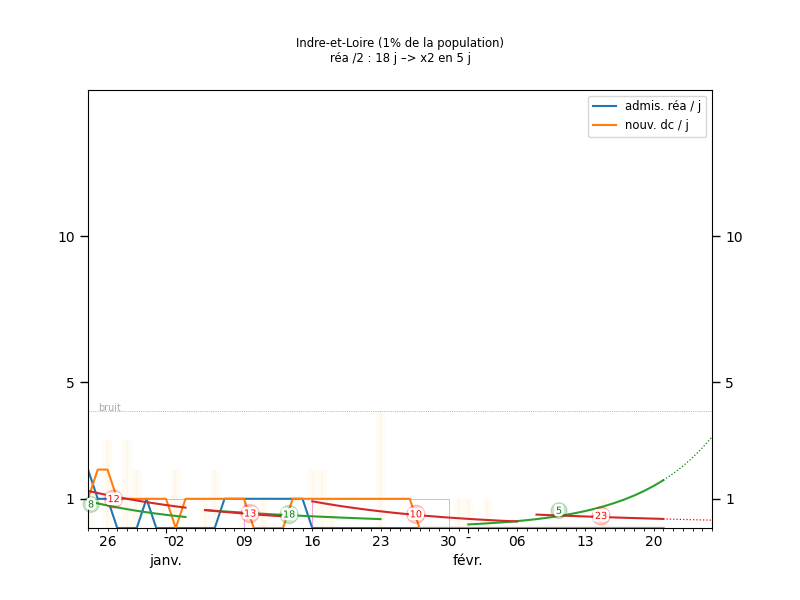 Indre-et-Loire (1% de la population)
réa /2 : 18 j –> x2 en 5 j
admis. réa / j
nouv. dc / j
10 10
5 5
bruit
1 1
8 12 13 18 10 5 23
26 02 09 16 23 30 06 13 20
janv. févr.